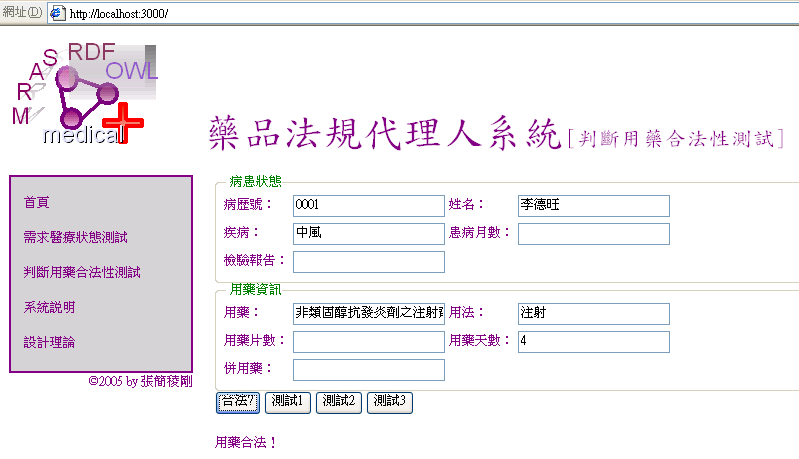 網址(D) http://localhost:3000/
MRAS RDF
OWL
medical
藥品法規代理人系統[判斷用藥合法性測試]
首頁
需求醫療狀態測試
判斷用藥合法性測試
系統說明
設計理論
©2005 by 張簡稜剛
病患狀態
病歷號： 0001 姓名： 李德旺
疾病： 中風 患病月數：
檢驗報告：
用藥資訊
用藥： 非類固醇抗發炎劑之注射 用法： 注射
用藥片數： 用藥天數： 4
併用藥：
合法? 測試1 測試2 測試3
用藥合法！